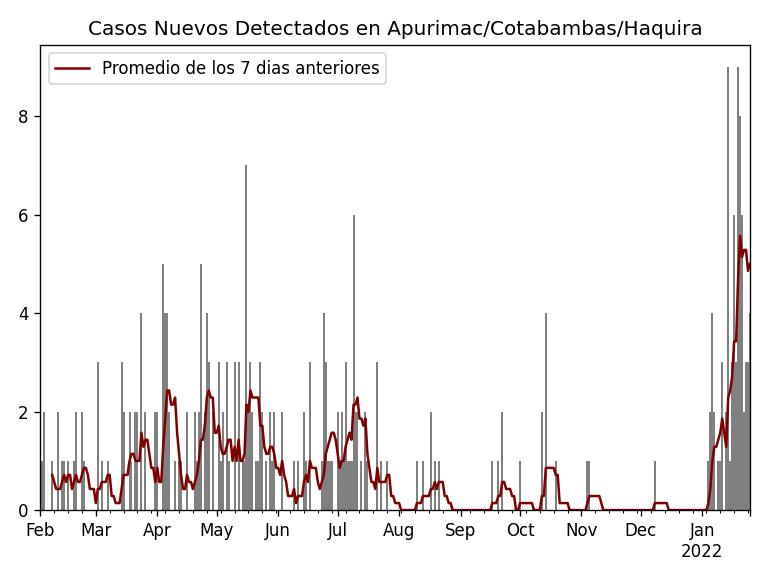 Casos Nuevos Detectados en Apurimac/Cotabambas/Haquira
Promedio de los 7 dias anteriores
8
6
4
2
0
Feb Mar Apr May Jun Jul Aug Sep Oct Nov Dec Jan
2022